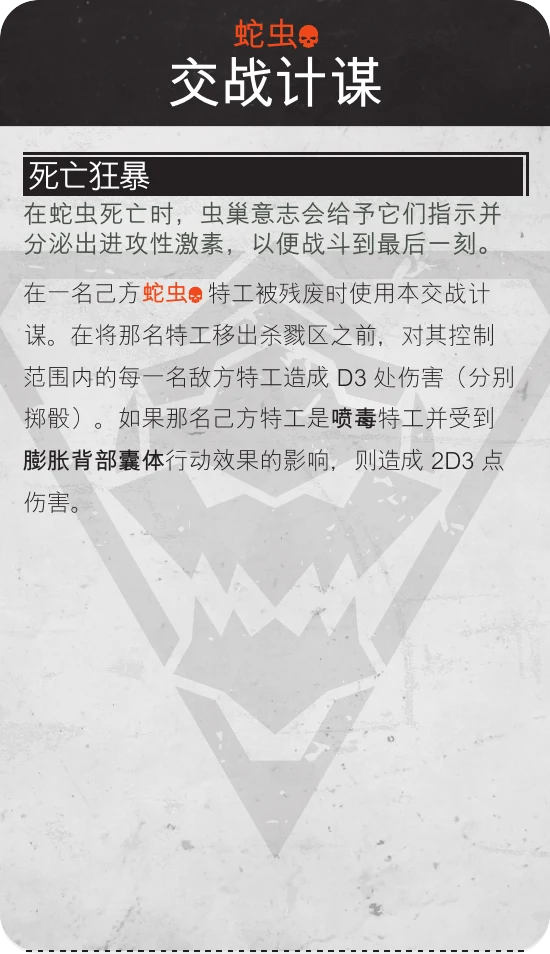 蛇虫
交战计谋
死亡狂暴
在蛇虫死亡时，虫巢意志会给予它们指示并
分泌出进攻性激素，以便战斗到最后一刻。
在一名己方蛇虫特工被残废时使用本交战计
谋。在将那名特工移出杀戮区之前，对其控制
范围内的每一名敌方特工造成 D3 处伤害（分别
掷骰）。如果那名己方特工是喷毒特工并受到
膨胀背部囊体行动效果的影响，则造成 2D3 点
伤害。